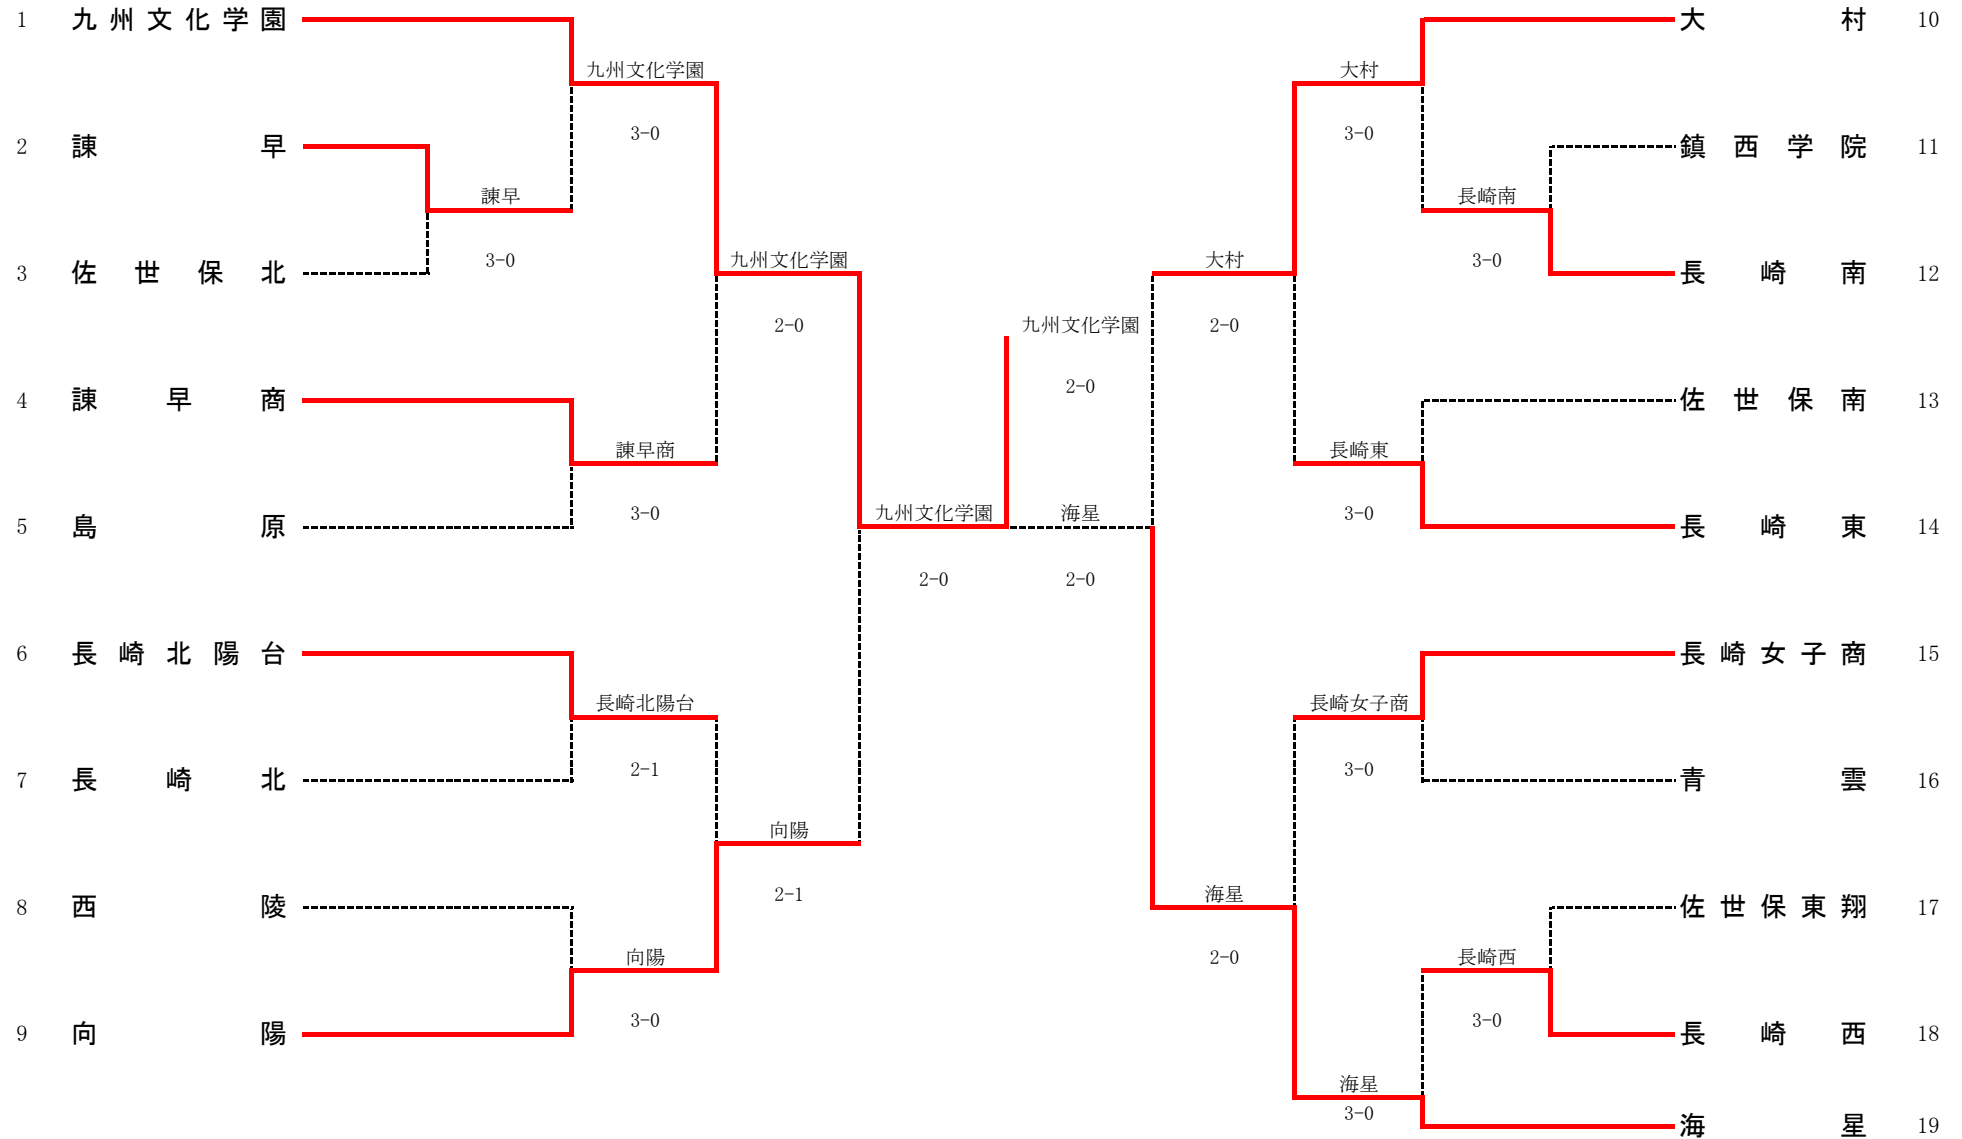 1 九州文化学園
大村 10
九州文化学園
大村
3-0
3-0
2 諫早
鎮西学院 11
諫早
長崎南
3-0
3-0
3 佐世保北
長崎南 12
九州文化学園
大村
2-0
九州文化学園
2-0
2-0
4 諫早商
佐世保南 13
諫早商
長崎東
3-0
九州文化学園
海星
3-0
5 島原
長崎東 14
2-0
2-0
6 長崎北陽台
長崎女子商 15
長崎北陽台
長崎女子商
2-1
3-0
7 長崎北
青雲 16
向陽
2-1
海星
8 西陵
佐世保東翔 17
向陽
2-0
長崎西
3-0
3-0
9 向陽
長崎西 18
海星
3-0
海星 19